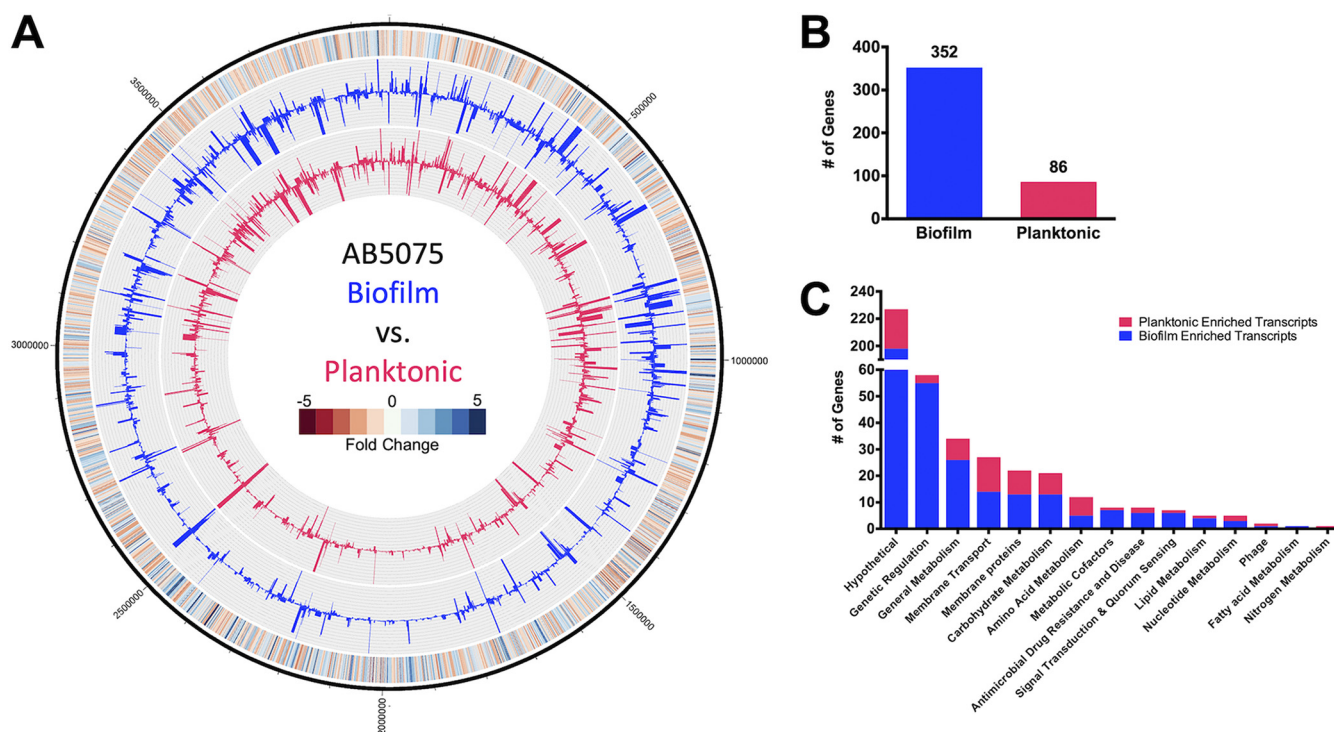 A
500000
1000000
1500000
2000000
2500000
3000000
3500000
AB5075
Biofilm
vs.
Planktonic
-5 0 5
Fold Change
B
# of Genes
400
300
200
100
0
352
86
Biofilm Planktonic
C
# of Genes
240
220
200
60
50
40
30
20
10
0
Planktonic Enriched Transcripts
Biofilm Enriched Transcripts
Hypothetical
Genetic Regulation
General Metabolism
Membrane Transport
Membrane proteins
Carbohydrate Metabolism
Amino Acid Metabolism
Metabolic Cofactors
Antimicrobial Drug Resistance and Disease
Signal Transduction & Quorum Sensing
Lipid Metabolism
Nucleotide Metabolism
Phage
Fatty acid Metabolism
Nitrogen Metabolism